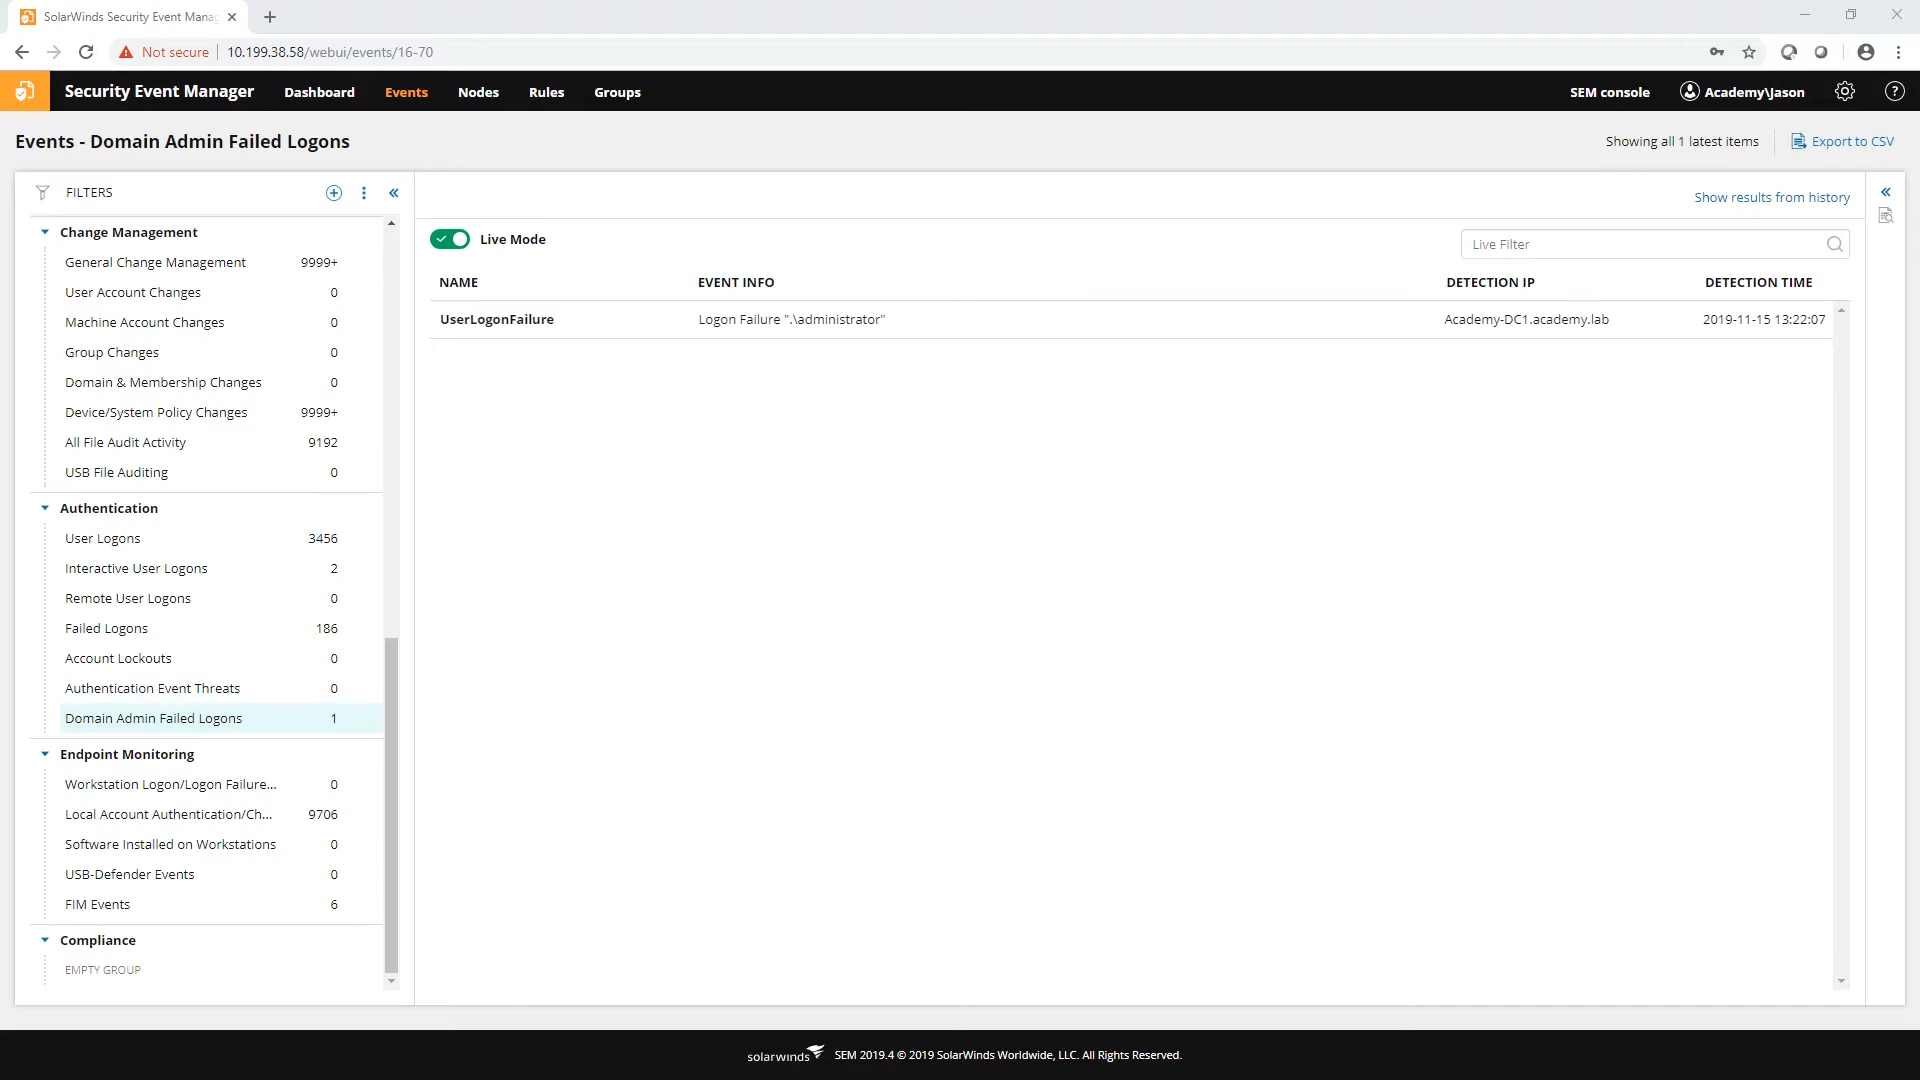 SolarWinds Security Event Mana
Not secure
10.199.38.58/webui/events/16-70
Security Event Manager
Dashboard
Events
Nodes
Rules
Groups
SEM console
Academy\Jason
?
Events - Domain Admin Failed Logons
Showing all 1 latest items
Export to CSV
FILTERS
Show results from history
Change Management
General Change Management 9999+
User Account Changes 0
Machine Account Changes 0
Group Changes 0
Domain & Membership Changes 0
Device/System Policy Changes 9999+
All File Audit Activity 9192
USB File Auditing 0
Authentication
User Logons 3456
Interactive User Logons 2
Remote User Logons 0
Failed Logons 186
Account Lockouts 0
Authentication Event Threats 0
Domain Admin Failed Logons 1
Endpoint Monitoring
Workstation Logon/Logon Failure... 0
Local Account Authentication/Ch... 9706
Software Installed on Workstations 0
USB-Defender Events 0
FIM Events 6
Compliance
EMPTY GROUP
Live Mode
Live Filter
NAME EVENT INFO DETECTION IP DETECTION TIME
UserLogonFailure Logon Failure ".\administrator" Academy-DC1.academy.lab 2019-11-15 13:22:07
solarwinds SEM 2019.4 © 2019 SolarWinds Worldwide, LLC. All Rights Reserved.